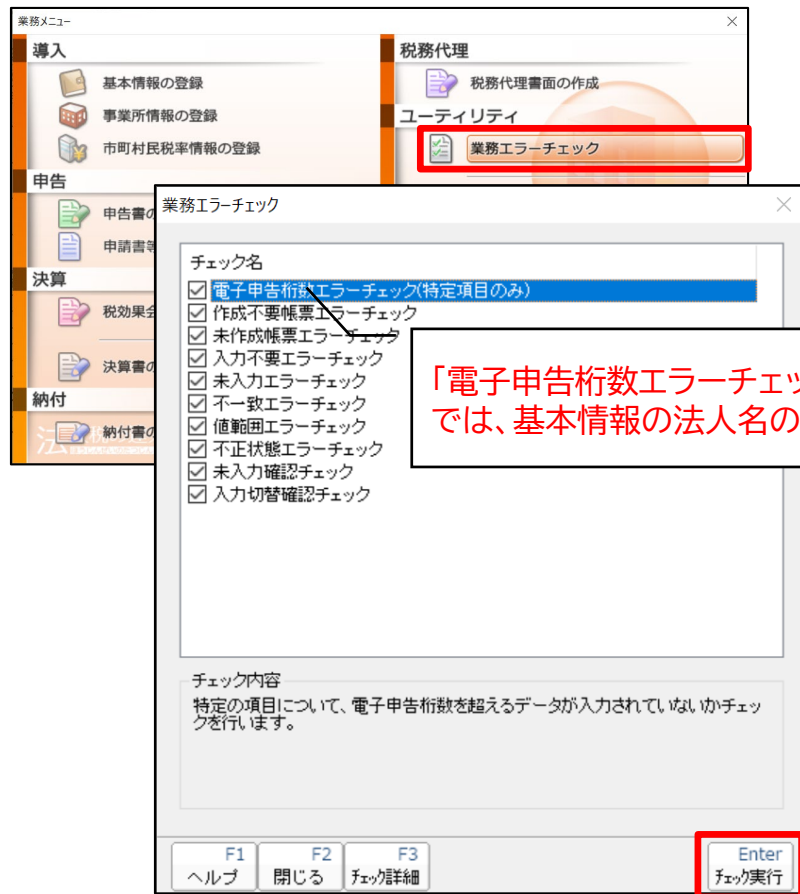 業務メニュー
導入
基本情報の登録
事業所情報の登録
市町村民税率情報の登録
申告
申告書の
申請書等
決算
税効果会
決算書の
納付
納付書の
税務代理
税務代理書面の作成
ユーティリティ
業務エラーチェック
業務エラーチェック
チェック名
電子申告桁数エラーチェック(特定項目のみ)
作成不要帳票エラーチェック
未作成帳票エラーチェック
入力不要エラーチェック
未入力エラーチェック
不一致エラーチェック
値範囲エラーチェック
不正状態エラーチェック
未入力確認チェック
入力切替確認チェック
「電子申告桁数エラーチェッ
では、基本情報の法人名の
チェック内容
特定の項目について、電子申告桁数を超えるデータが入力されていないかチェッ
クを行います。
F1
ヘルプ
F2
閉じる
F3
チェック詳細
Enter
チェック実行